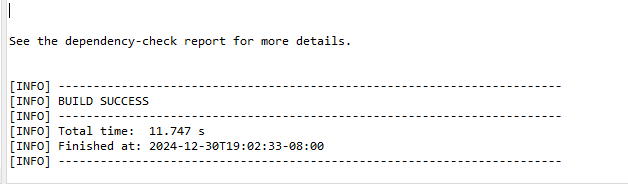 See the dependency-check report for more details.
[INFO] ------------------------------------------------------------------------
[INFO] BUILD SUCCESS
[INFO] ------------------------------------------------------------------------
[INFO] Total time:  11.747 s
[INFO] Finished at: 2024-12-30T19:02:33-08:00
[INFO] ------------------------------------------------------------------------